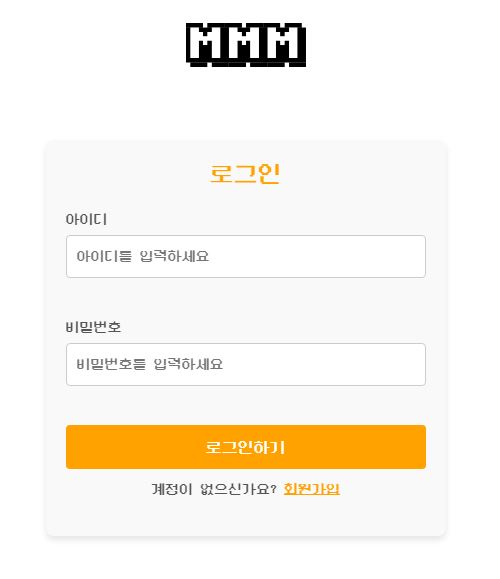 MMM
로그인
아이디
아이디를 입력하세요
비밀번호
비밀번호를 입력하세요
로그인하기
계정이 없으신가요? 회원가입